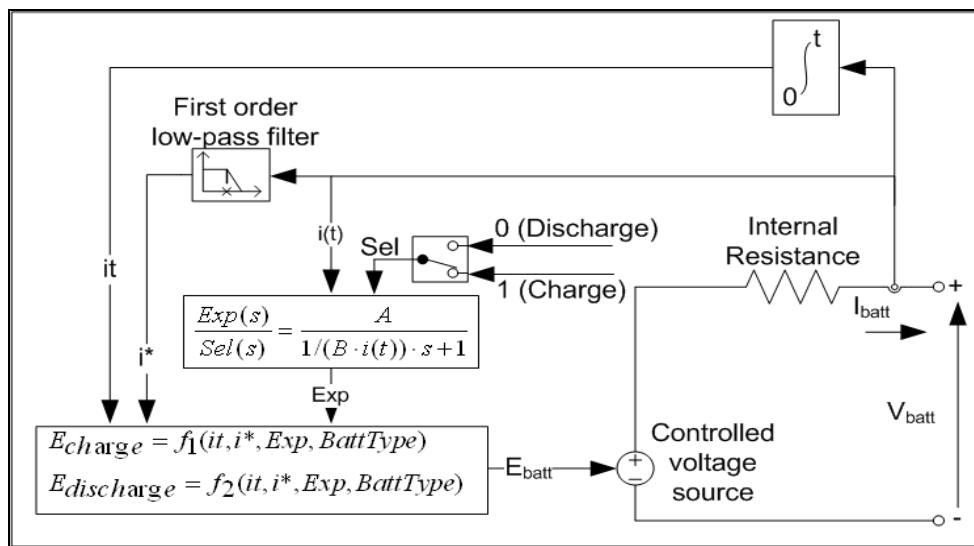 t
∫
0
First order
low-pass filter
i(t)
Sel
0 (Discharge)
1 (Charge)
Internal
Resistance
+
I_batt
it
i*
Exp(s)/Sel(s) = A/(1/(B·i(t))·s+1)
Exp
E_charge = f_1(it,i*,Exp,BattType)
E_discharge = f_2(it,i*,Exp,BattType)
E_batt
+
−
Controlled
voltage
source
V_batt
-